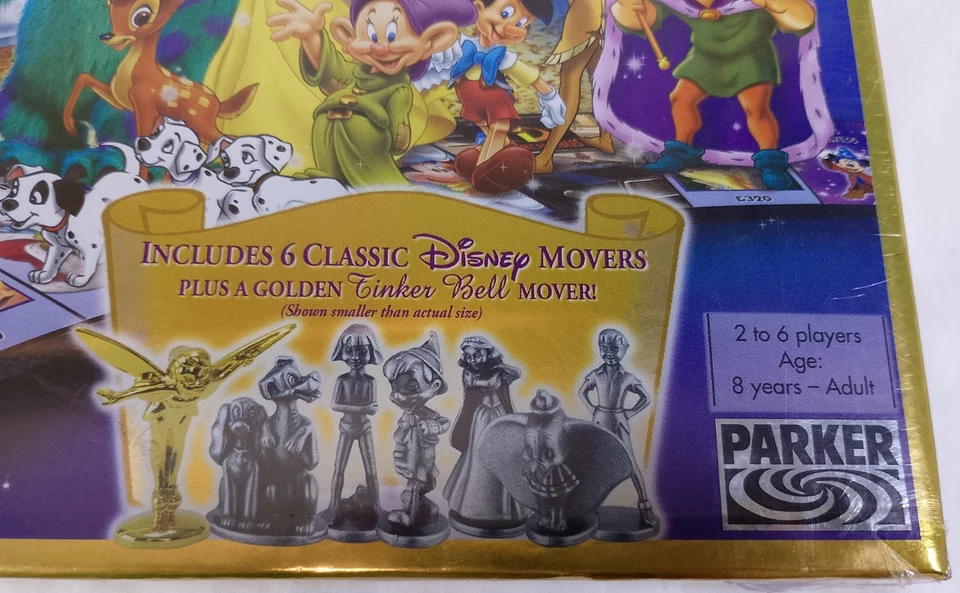 £320
INCLUDES 6 CLASSIC Disney MOVERS
PLUS A GOLDEN Tinker Bell MOVER!
(Shown smaller than actual size)
2 to 6 players
Age:
8 years – Adult
PARKER